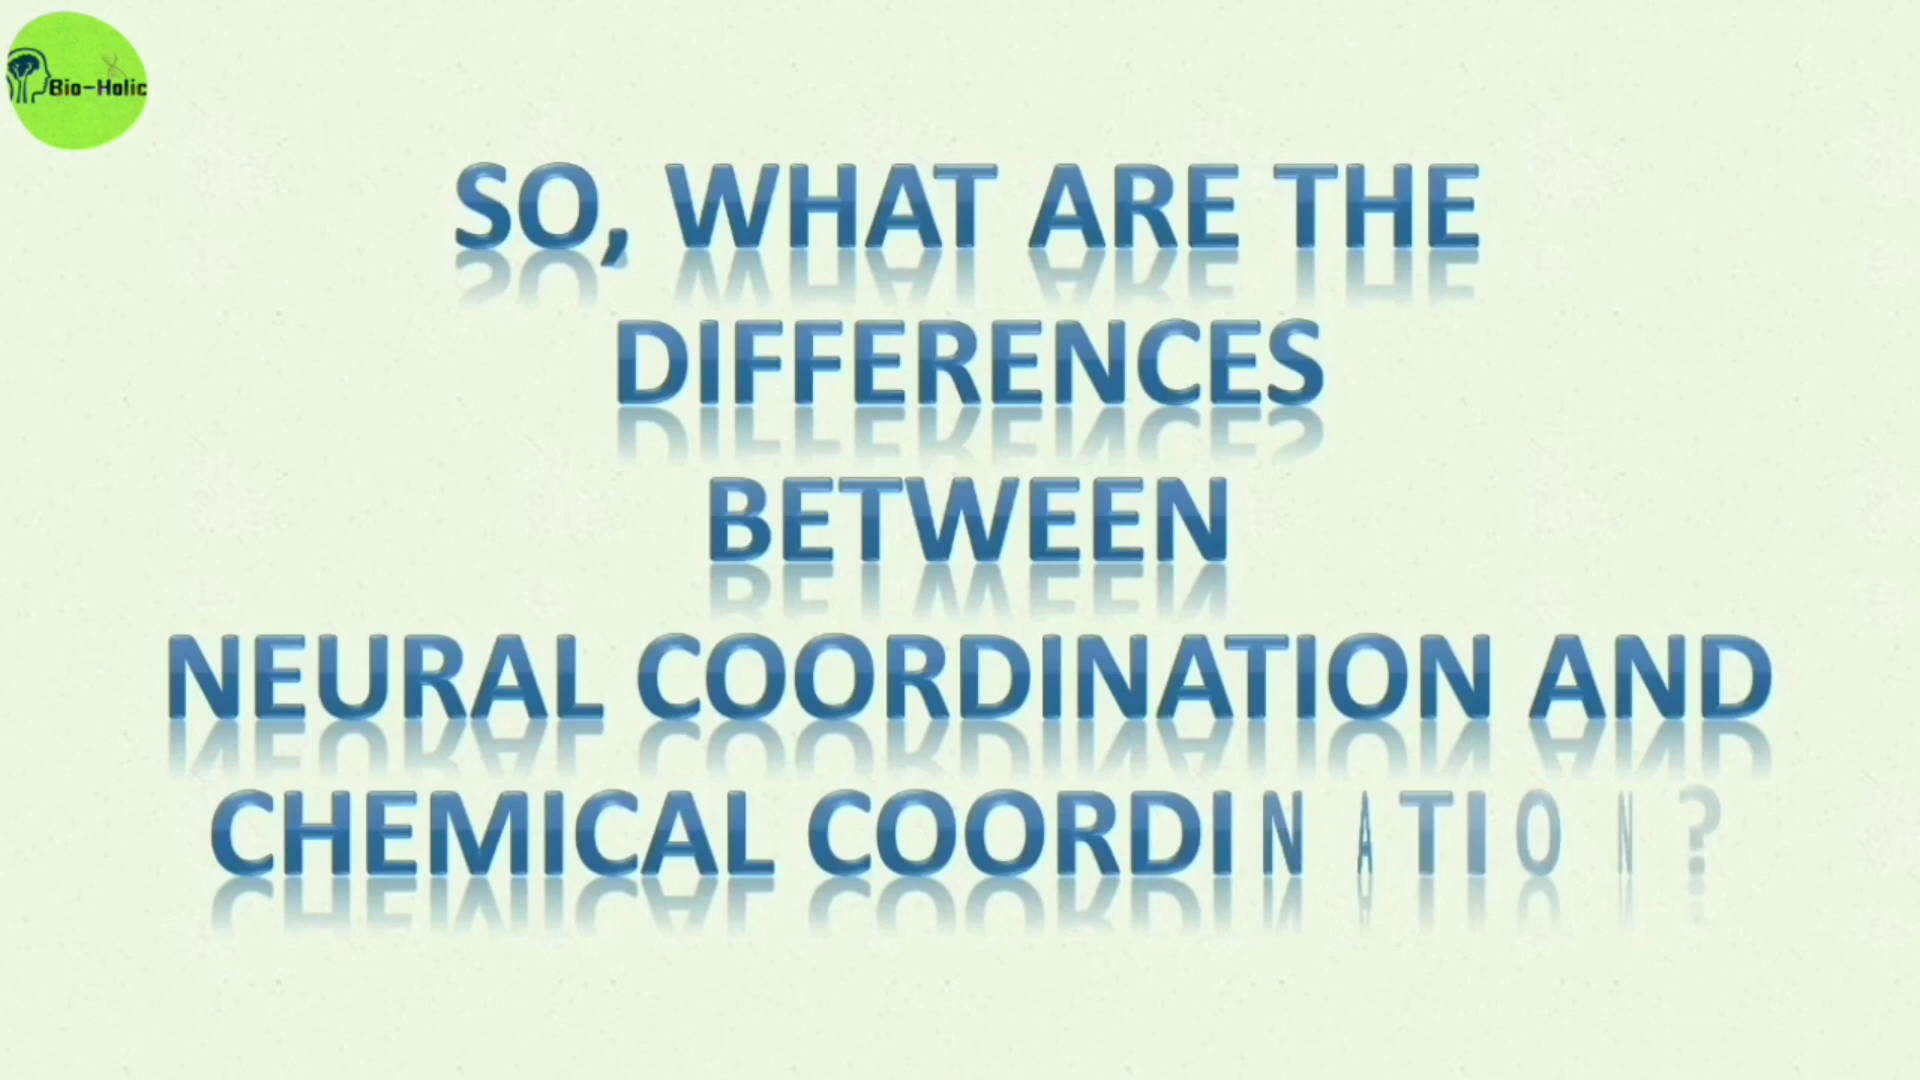 Bio-Holic
SO, WHAT ARE THE
DIFFERENCES
BETWEEN
NEURAL COORDINATION AND
CHEMICAL COORDINATION?